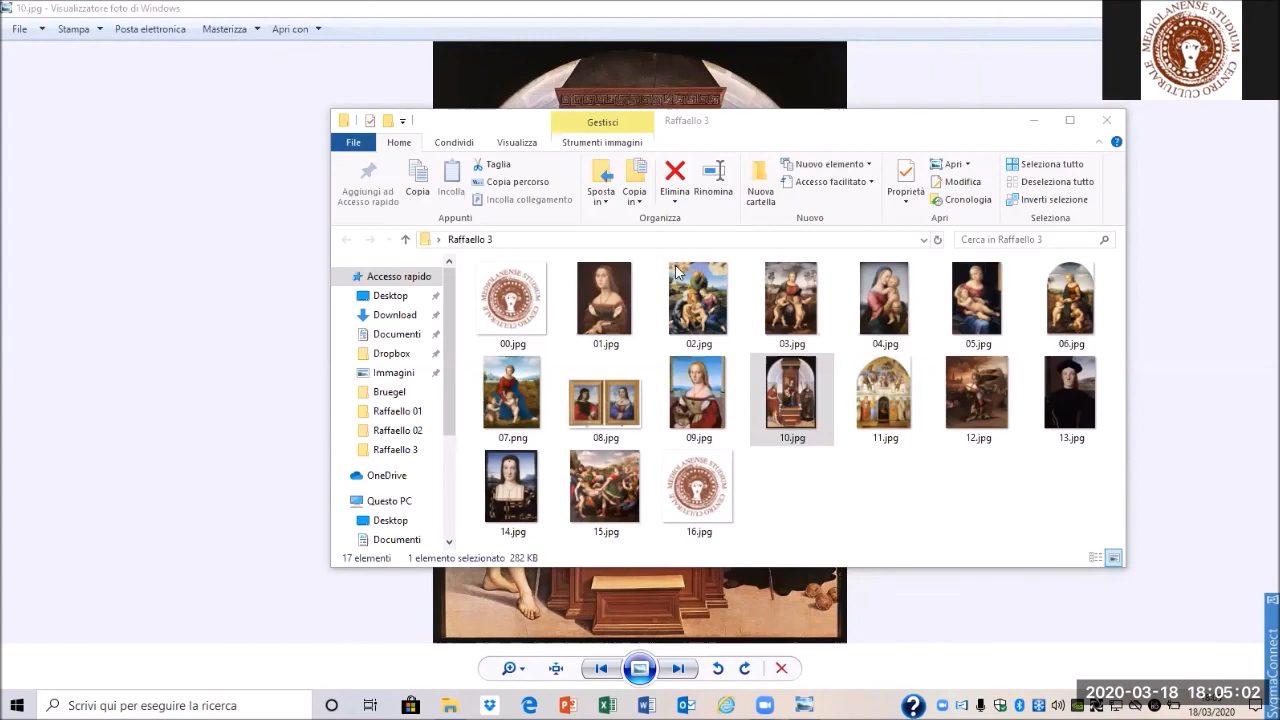 10.jpg - Visualizzatore foto di Windows
File Stampa Posta elettronica Masterizza Apri con
MEDIOLANENSE STUDIUM CENTRO CULTURALE
Gestisci Raffaello 3
File Home Condividi Visualizza Strumenti immagini
Aggiungi ad Accesso rapido
Copia
Incolla
Taglia
Copia percorso
Incolla collegamento
Appunti
Sposta in
Copia in
Elimina
Rinomina
Organizza
Nuova cartella
Nuovo elemento
Accesso facilitato
Nuovo
Proprietà
Apri
Modifica
Cronologia
Apri
Seleziona tutto
Deseleziona tutto
Inverti selezione
Seleziona
Raffaello 3
Cerca in Raffaello 3
Accesso rapido
Desktop
Download
Documenti
Dropbox
Immagini
Bruegel
Raffaello 01
Raffaello 02
Raffaello 3
OneDrive
Questo PC
Desktop
Documenti
00.jpg 01.jpg 02.jpg 03.jpg 04.jpg 05.jpg 06.jpg
07.png 08.jpg 09.jpg 10.jpg 11.jpg 12.jpg 13.jpg
14.jpg 15.jpg 16.jpg
17 elementi 1 elemento selezionato 282 KB
SygmaConnect
Scrivi qui per eseguire la ricerca
2020-03-18 18:05:02
18/03/2020